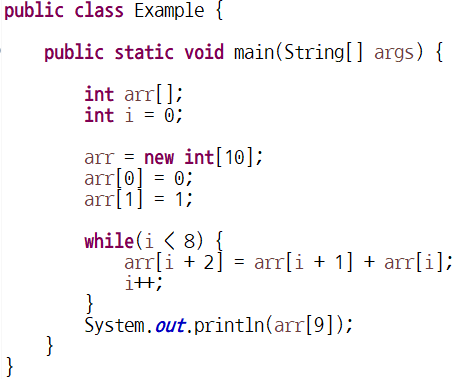 public class Example {
public static void main(String[] args) {
int arr[];
int i = 0;
arr = new int[10];
arr[0] = 0;
arr[1] = 1;
while(i < 8) {
arr[i + 2] = arr[i + 1] + arr[i];
i++;
}
System.out.println(arr[9]);
}
}